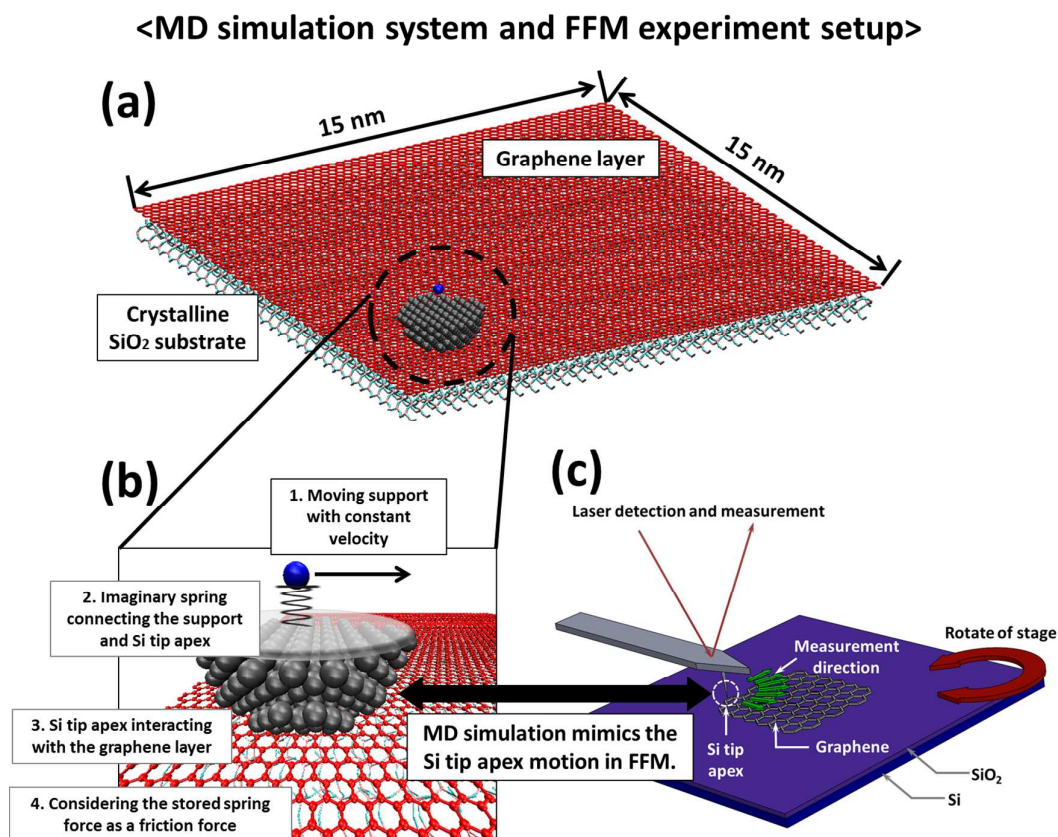 <MD simulation system and FFM experiment setup>
(a)
15 nm
15 nm
Graphene layer
Crystalline
SiO₂ substrate
(b)
1. Moving support
with constant
velocity
2. Imaginary spring
connecting the support
and Si tip apex
3. Si tip apex interacting
with the graphene layer
4. Considering the stored spring
force as a friction force
MD simulation mimics the
Si tip apex motion in FFM.
(c)
Laser detection and measurement
Measurement
direction
Rotate of stage
Si tip
apex
Graphene
SiO₂
Si